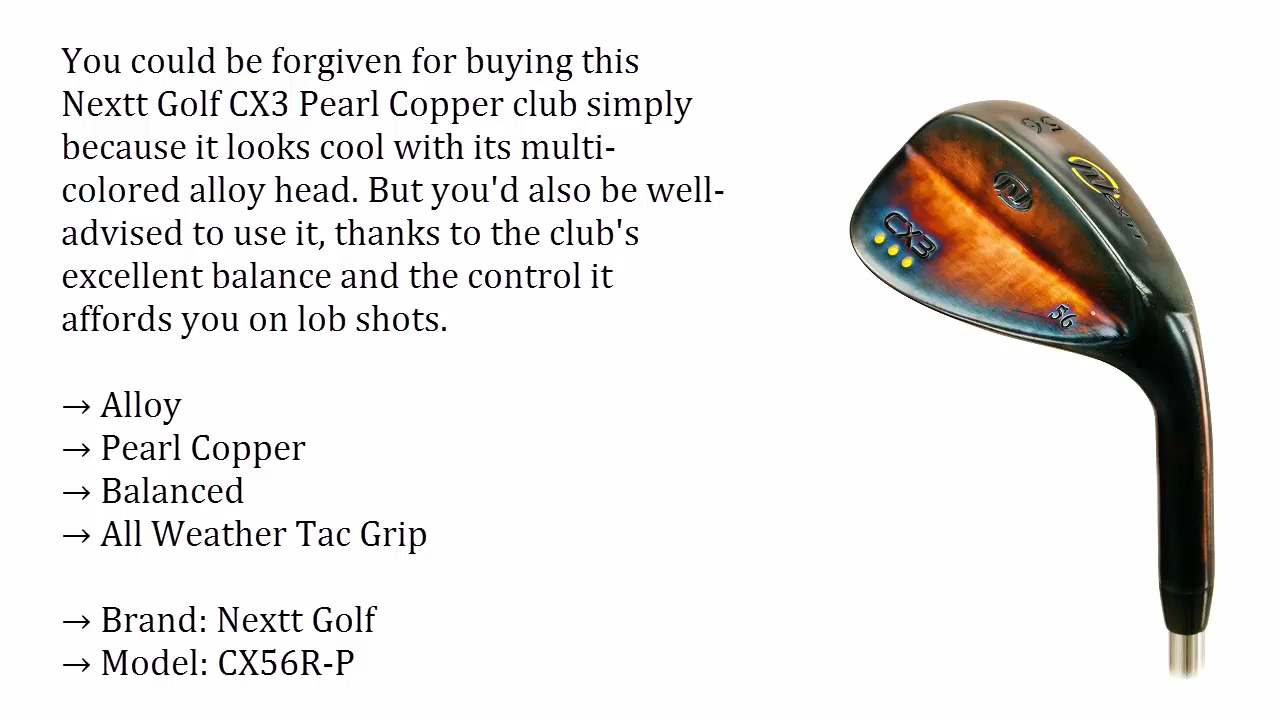 You could be forgiven for buying this
Nextt Golf CX3 Pearl Copper club simply
because it looks cool with its multi-
colored alloy head. But you'd also be well-
advised to use it, thanks to the club's
excellent balance and the control it
affords you on lob shots.
→ Alloy
→ Pearl Copper
→ Balanced
→ All Weather Tac Grip
→ Brand: Nextt Golf
→ Model: CX56R-P
56
Nextt
N
CX3
56